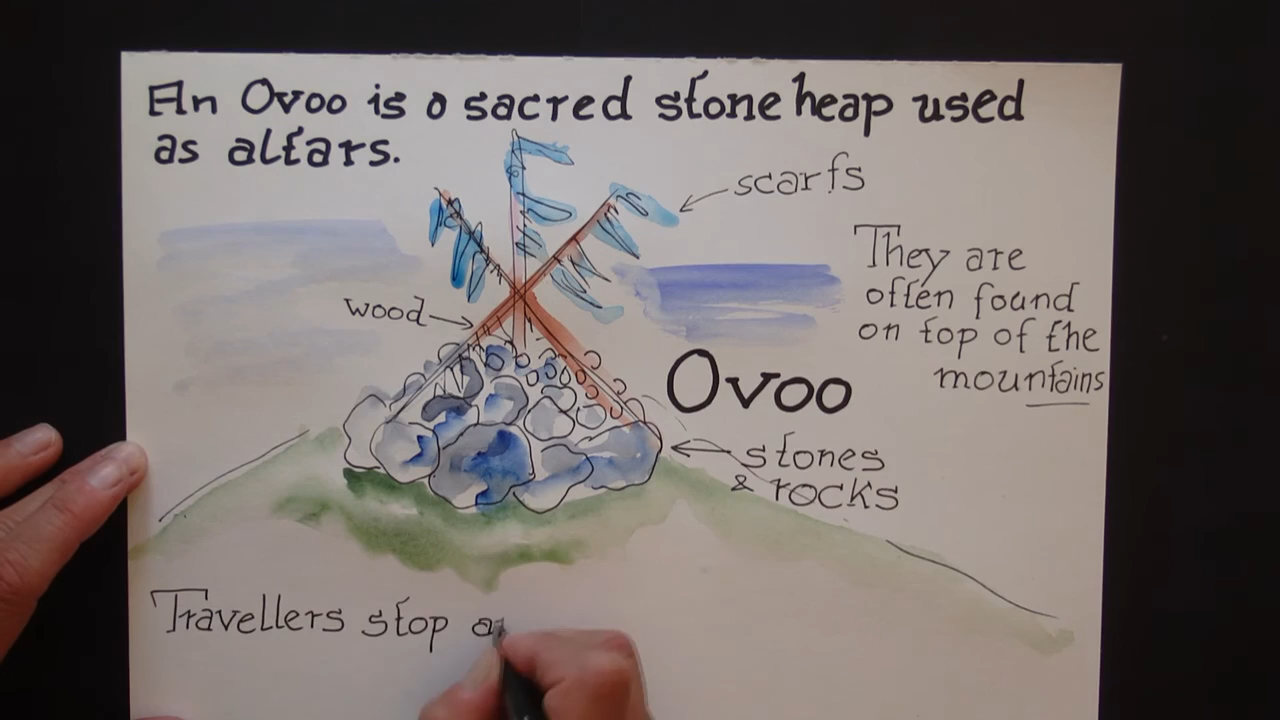 An Ovoo is a sacred stone heap used
as altars.
scarfs
They are
often found
on top of the
mountains
wood
Ovoo
stones
& rocks
Travellers stop a